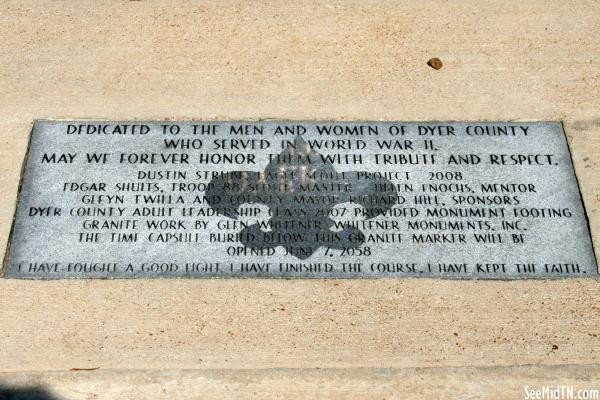 DEDICATED TO THE MEN AND WOMEN OF DYER COUNTY
WHO SERVED IN WORLD WAR II.
MAY WE FOREVER HONOR THEM WITH TRIBUTE AND RESPECT.
DUSTIN STRUBE, EAGLE SCOUT PROJECT 2008
EDGAR SHUITS, TROOP 88 SCOUT MASTER HELEN ENOCHS, MENTOR
TWILLA AND COUNTY MAYOR RICHARD HILL, SPONSORS
DYER COUNTY ADULT LEADERSHIP CLASS 2007 PROVIDED MONUMENT FOOTING
GRANITE WORK BY GLEN WHITENER, WHITENER MONUMENTS, INC.
THE TIME CAPSULE BURIED BELOW THIS GRANITE MARKER WILL BE
OPENED JUNE 7, 2058
I HAVE FOUGHT A GOOD FIGHT, I HAVE FINISHED THE COURSE, I HAVE KEPT THE FAITH.
SeeMidTN.com